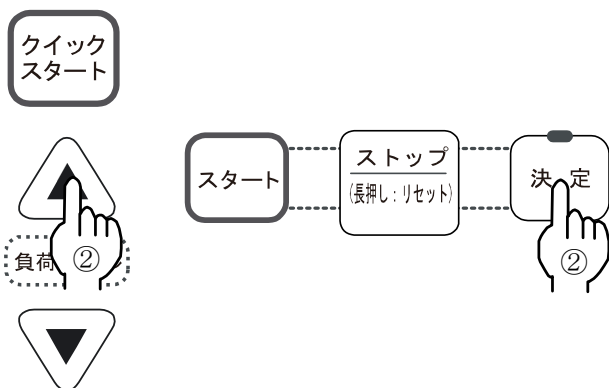 クイック
スタート
スタート
ストップ
(長押し:リセット)
決定
負荷
②
②